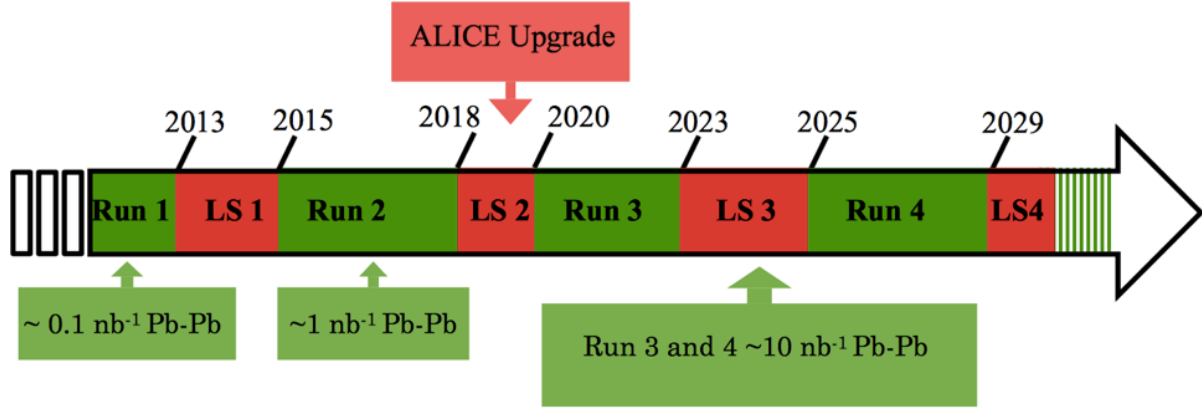 ALICE Upgrade
2013 2015 2018 2020 2023 2025 2029
Run 1 LS 1 Run 2 LS 2 Run 3 LS 3 Run 4 LS4
~ 0.1 nb⁻¹ Pb-Pb
~1 nb⁻¹ Pb-Pb
Run 3 and 4 ~10 nb⁻¹ Pb-Pb